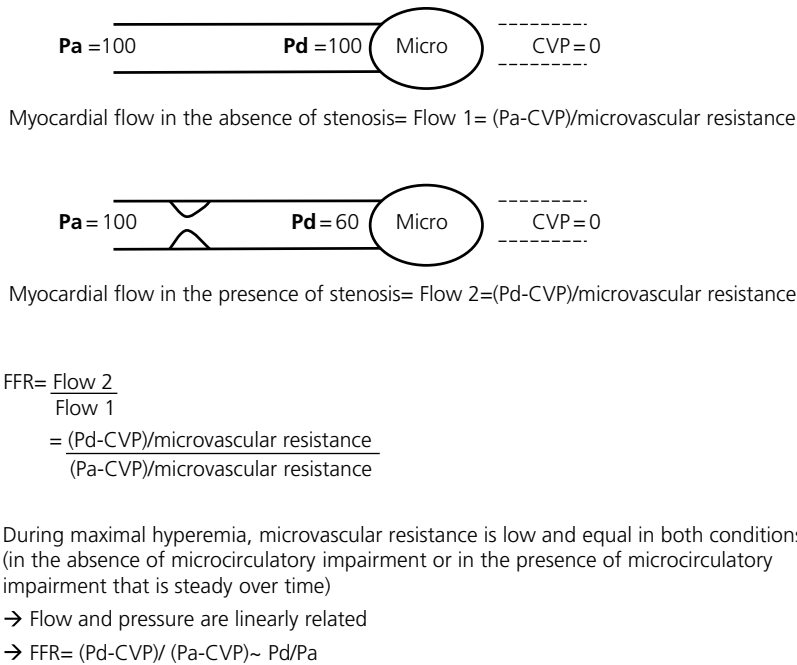 Pa =100 Pd =100 Micro CVP = 0
Myocardial flow in the absence of stenosis= Flow 1= (Pa-CVP)/microvascular resistance
Pa = 100 Pd = 60 Micro CVP = 0
Myocardial flow in the presence of stenosis= Flow 2=(Pd-CVP)/microvascular resistance
FFR= Flow 2
Flow 1
= (Pd-CVP)/microvascular resistance
(Pa-CVP)/microvascular resistance
During maximal hyperemia, microvascular resistance is low and equal in both conditions
(in the absence of microcirculatory impairment or in the presence of microcirculatory
impairment that is steady over time)
→ Flow and pressure are linearly related
→ FFR= (Pd-CVP)/ (Pa-CVP)~ Pd/Pa